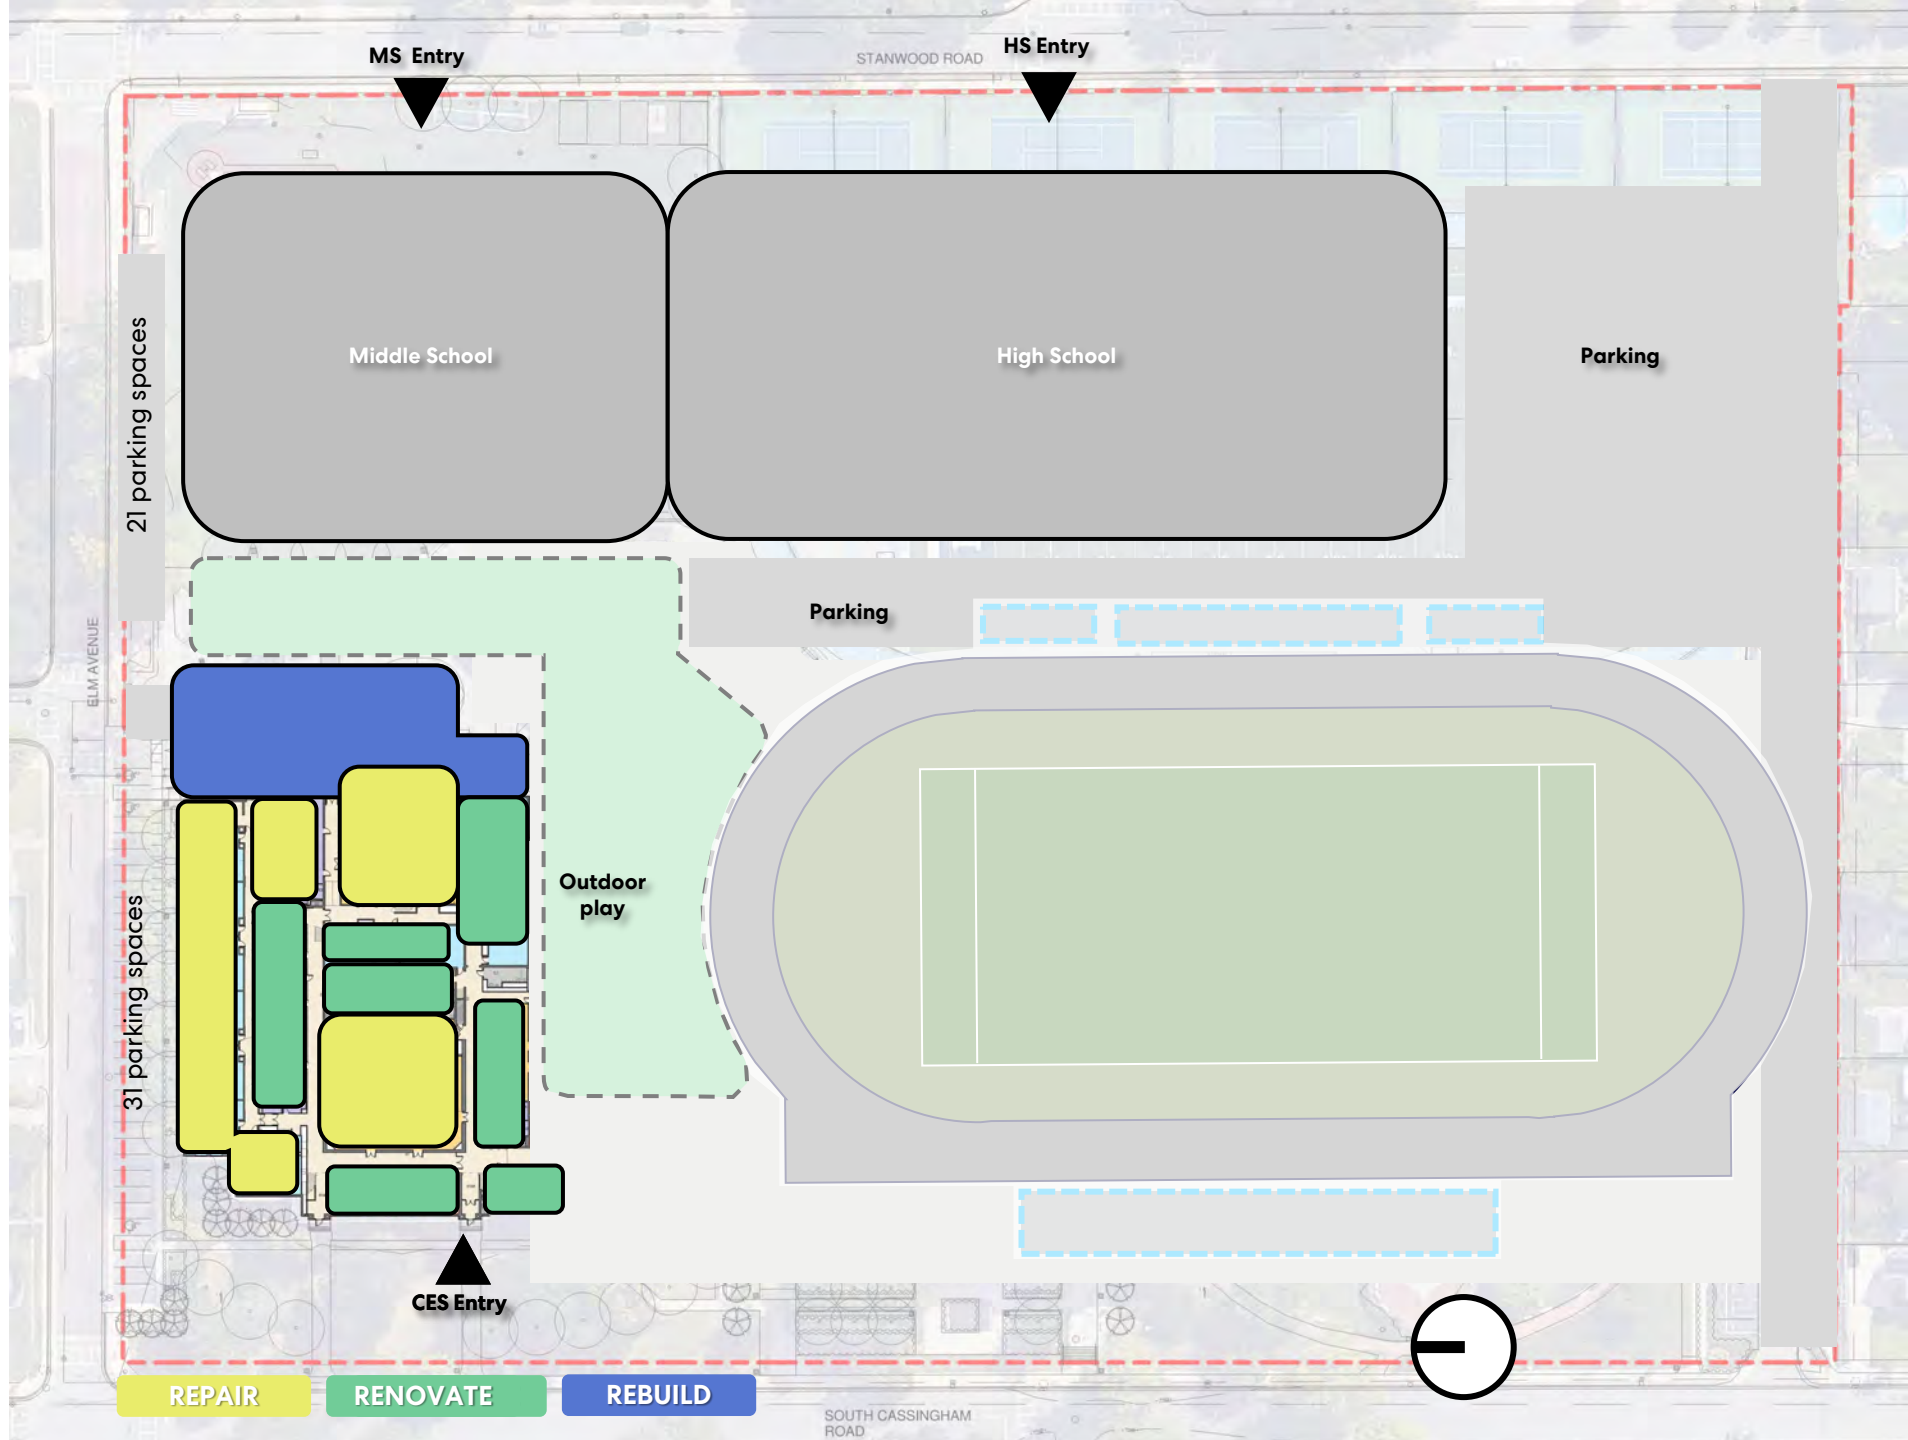 MS Entry
HS Entry
STANWOOD ROAD
Middle School
High School
Parking
21 parking spaces
Parking
ELM AVENUE
Outdoor
play
31 parking spaces
CES Entry
REPAIR
RENOVATE
REBUILD
SOUTH CASSINGHAM
ROAD